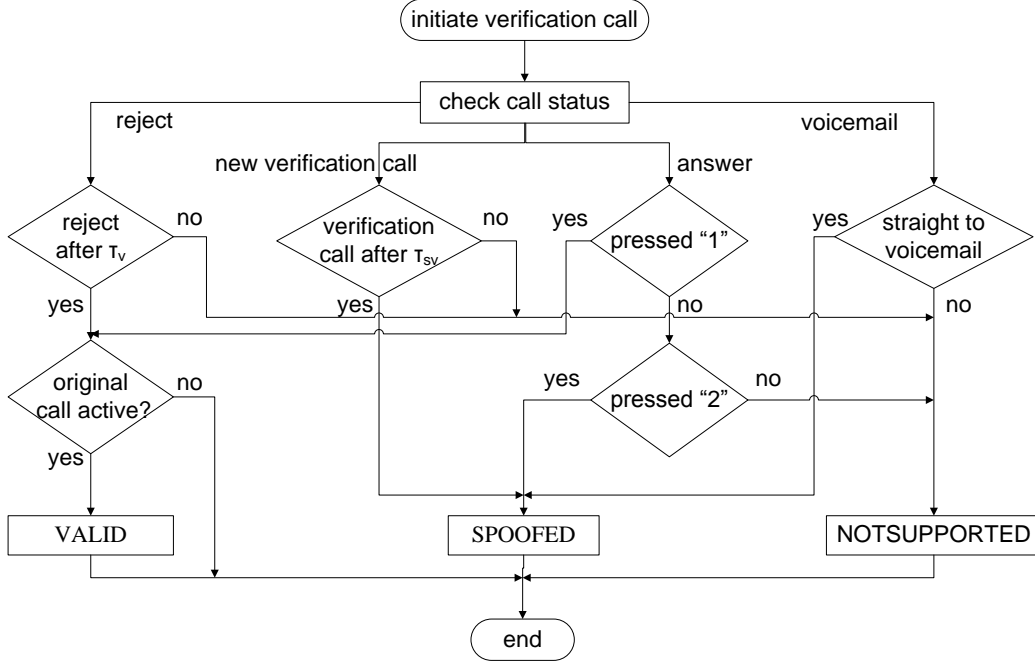 initiate verification call
check call status
reject
voicemail
new verification call
answer
reject
after τv
no
verification
call after τsv
no
yes
pressed “1”
yes
straight to
voicemail
yes
yes
no
no
original
call active?
no
yes
pressed “2”
no
yes
VALID
SPOOFED
NOTSUPPORTED
end